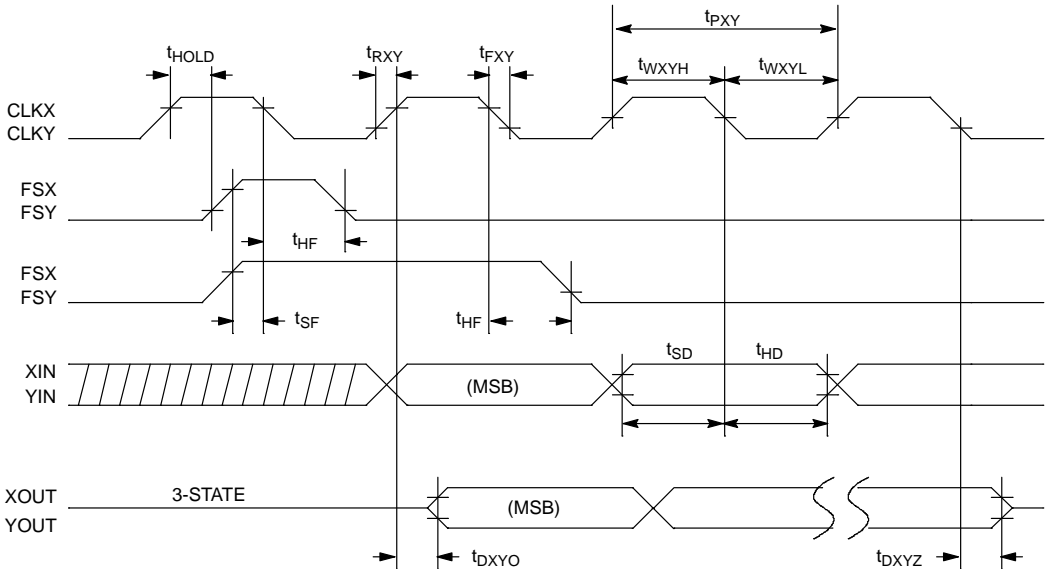 tPXY
tHOLD tRXY tFXY tWXYH tWXYL
CLKX
CLKY
FSX
FSY
tHF
FSX
FSY
tSF tHF
XIN
YIN
(MSB) tSD tHD
XOUT
YOUT
3-STATE (MSB)
tDXYO tDXYZ